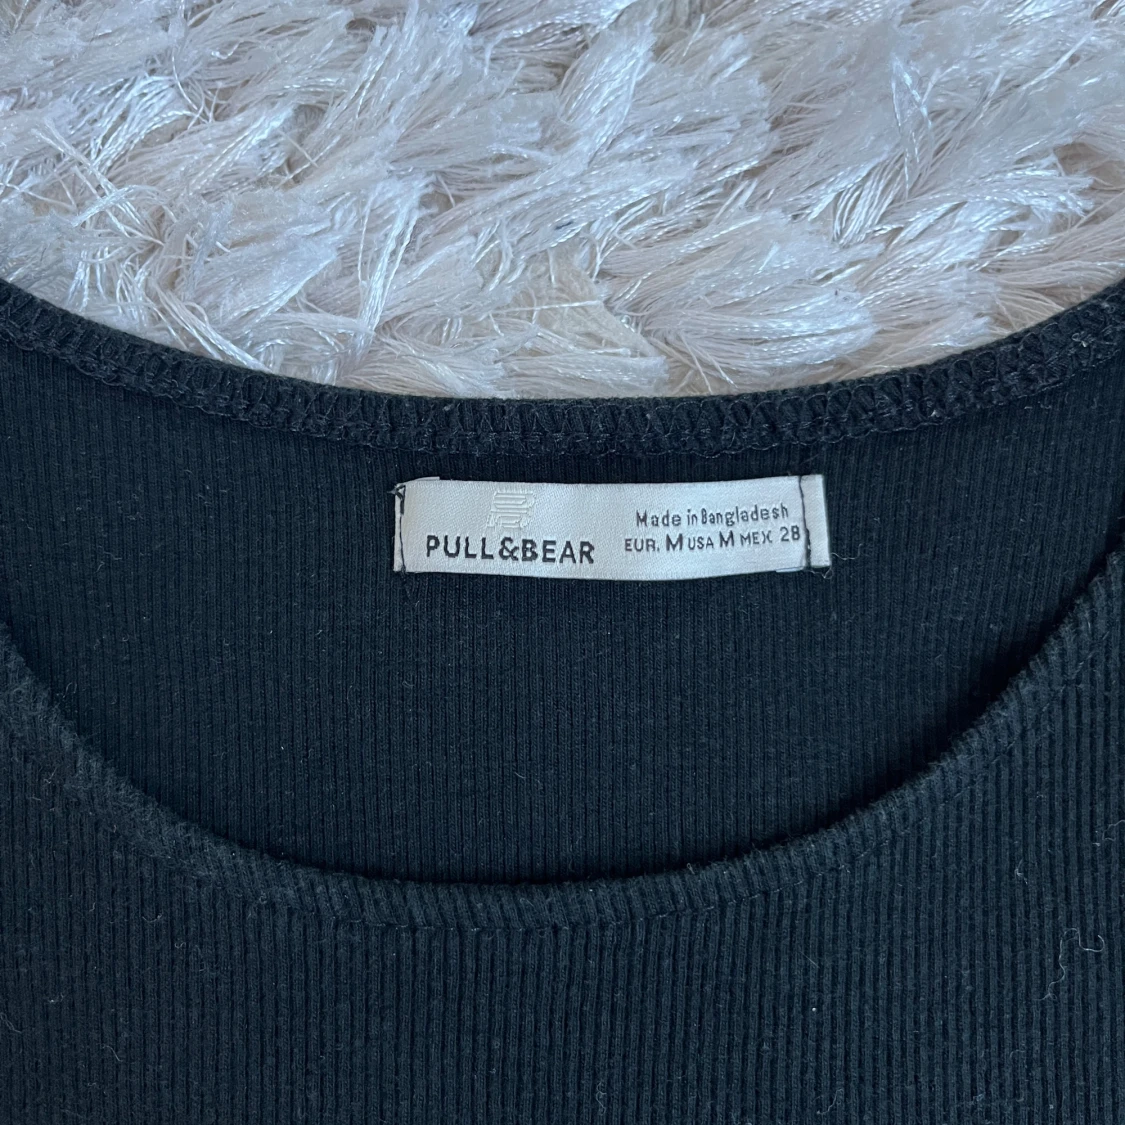 PULL&BEAR
Made in Bangladesh
EUR. M USA M MEX 28